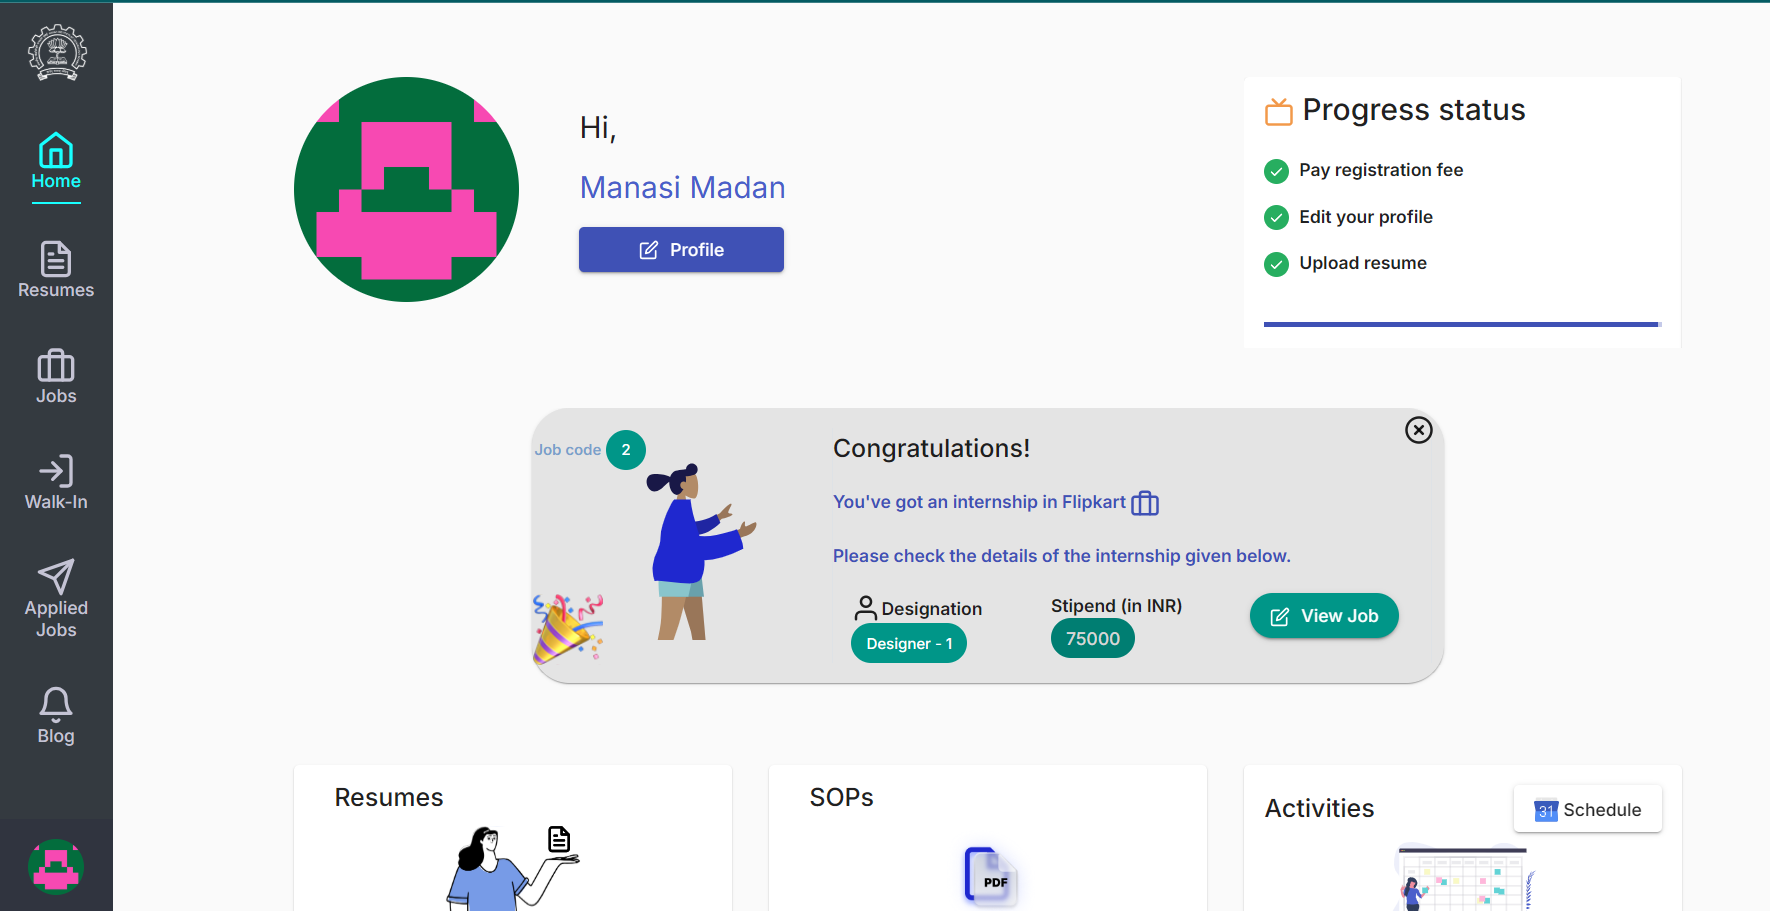 Home
Resumes
Jobs
Walk-In
Applied
Jobs
Blog
Hi,
Manasi Madan
Profile
Progress status
Pay registration fee
Edit your profile
Upload resume
Job code 2
Congratulations!
You've got an internship in Flipkart
Please check the details of the internship given below.
Designation
Designer - 1
Stipend (in INR)
75000
View Job
Resumes
SOPs
PDF
Activities
31 Schedule